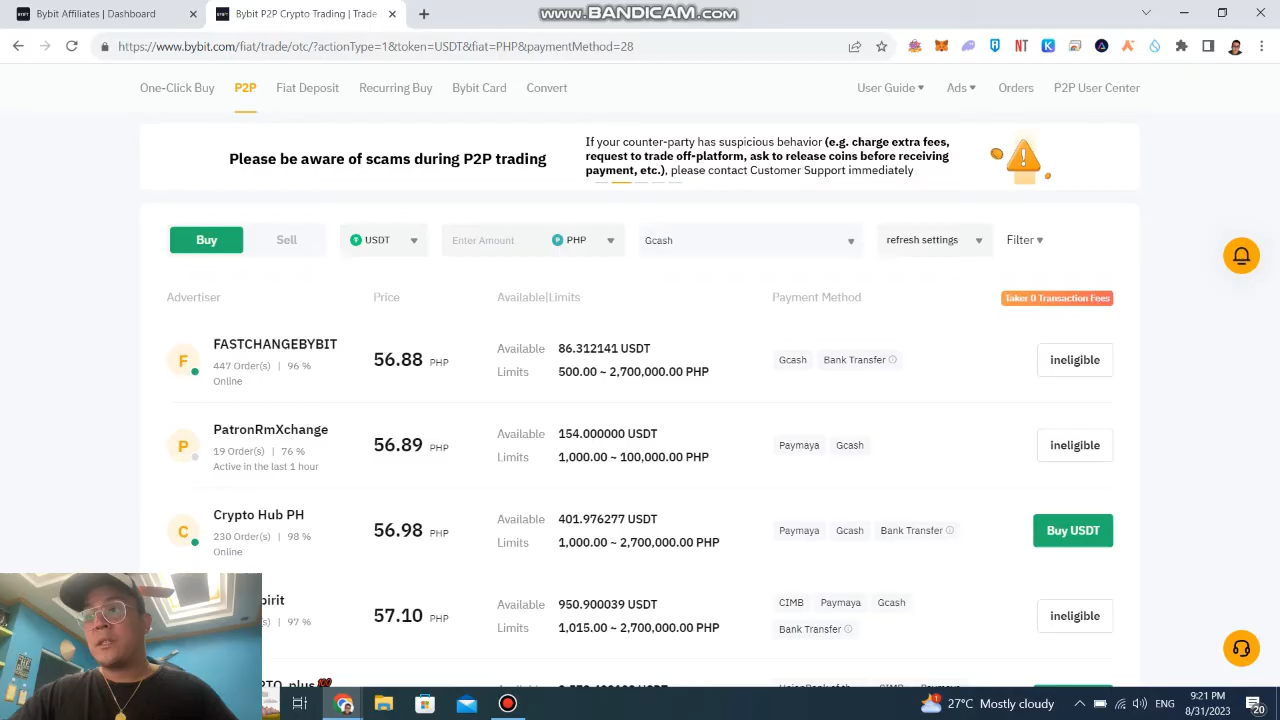 Bybit Affiliates | Dashboard
Bybit P2P Crypto Trading | Trade
WWW.BANDICAM.COM
https://www.bybit.com/fiat/trade/otc/?actionType=1&token=USDT&fiat=PHP&paymentMethod=28
One-Click Buy P2P Fiat Deposit Recurring Buy Bybit Card Convert User Guide Ads Orders P2P User Center
Please be aware of scams during P2P trading
If your counter-party has suspicious behavior (e.g. charge extra fees,
request to trade off-platform, ask to release coins before receiving
payment, etc.), please contact Customer Support immediately
Buy Sell USDT Enter Amount PHP Gcash refresh settings Filter
Advertiser Price Available|Limits Payment Method Taker 0 Transaction Fees
F FASTCHANGEBYBIT
447 Order(s) | 96 %
Online
56.88 PHP
Available 86.312141 USDT
Limits 500.00 ~ 2,700,000.00 PHP
Gcash Bank Transfer
ineligible
P PatronRmXchange
19 Order(s) | 76 %
Active in the last 1 hour
56.89 PHP
Available 154.000000 USDT
Limits 1,000.00 ~ 100,000.00 PHP
Paymaya Gcash
ineligible
C Crypto Hub PH
230 Order(s) | 98 %
Online
56.98 PHP
Available 401.976277 USDT
Limits 1,000.00 ~ 2,700,000.00 PHP
Paymaya Gcash Bank Transfer
Buy USDT
97 %
57.10 PHP
Available 950.900039 USDT
Limits 1,015.00 ~ 2,700,000.00 PHP
CIMB Paymaya Gcash
Bank Transfer
ineligible
27°C Mostly cloudy
ENG
9:21 PM
8/31/2023
20